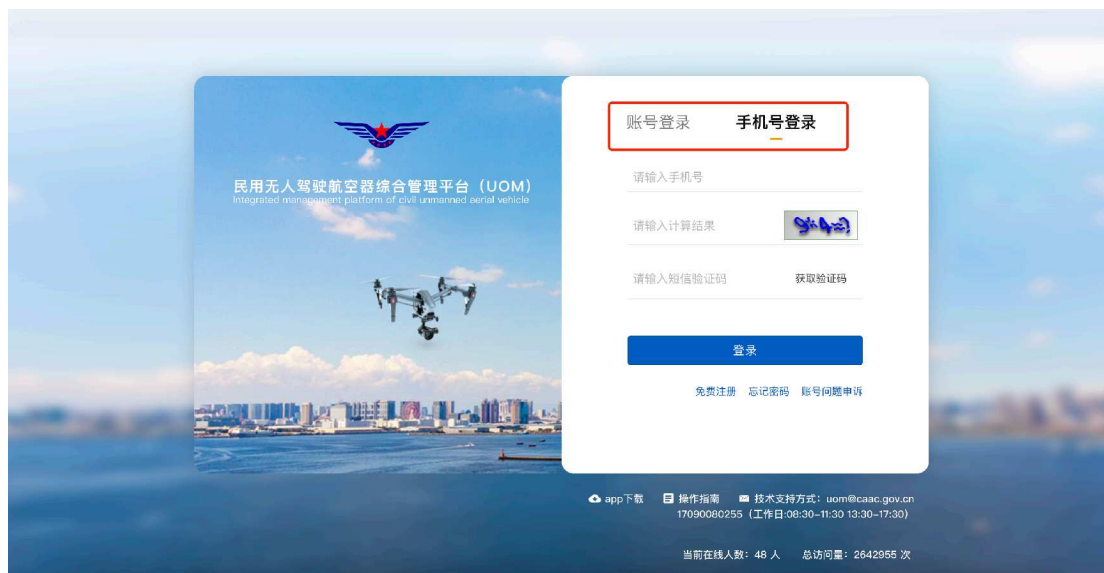 账号登录 手机号登录
民用无人驾驶航空器综合管理平台（UOM）
Integrated management platform of civil unmanned aerial vehicle
请输入手机号
请输入计算结果
请输入短信验证码 获取验证码
登录
免费注册 忘记密码 账号问题申诉
app下载 操作指南 技术支持方式：uom@caac.gov.cn
17090080255（工作日:08:30-11:30 13:30-17:30）
当前在线人数：48 人 总访问量：2642955 次